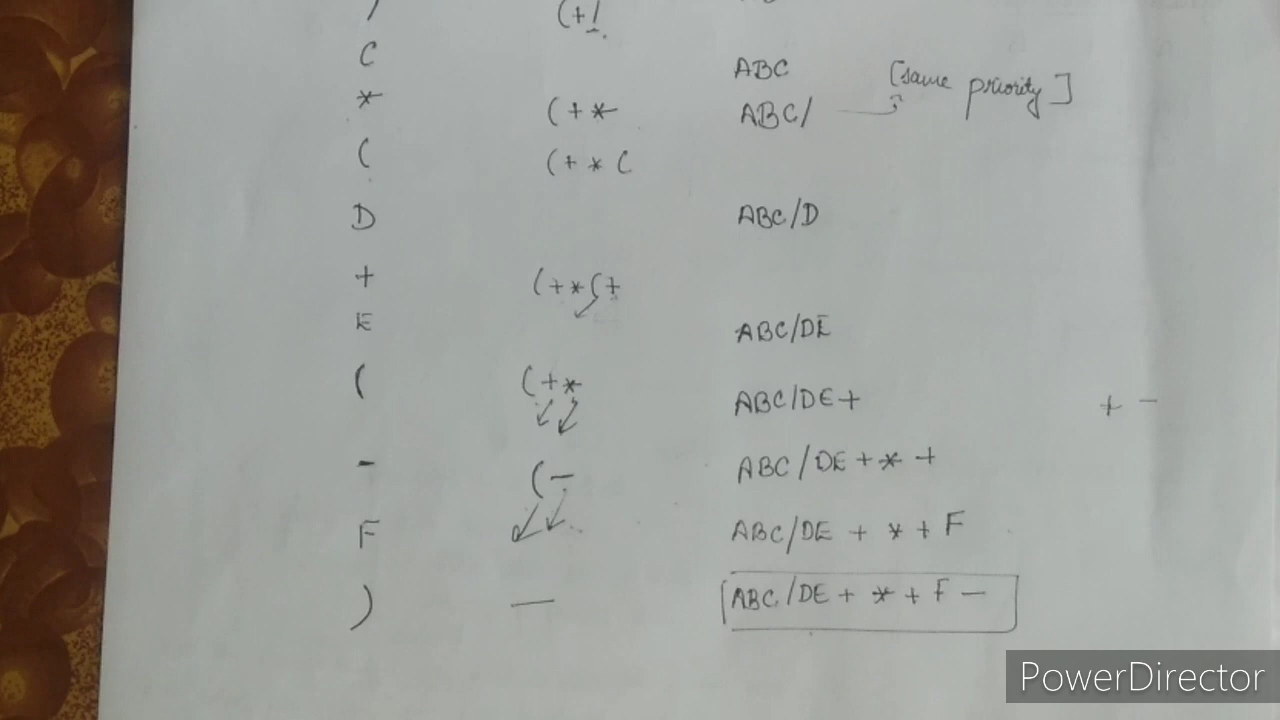 / (+/
C ABC
* (+* ABC/ [same priority]
( (+*(
D ABC/D
+ (+*(+
E ABC/DE
( (+* ABC/DE+
+ -
- (- ABC/DE+*+
F ABC/DE+*+F
) — ABC/DE+*+F-
PowerDirector